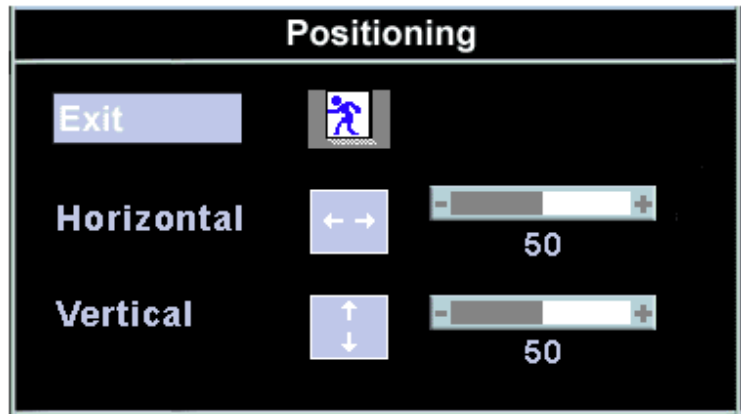 Positioning
Exit
Horizontal
- +
50
Vertical
- +
50